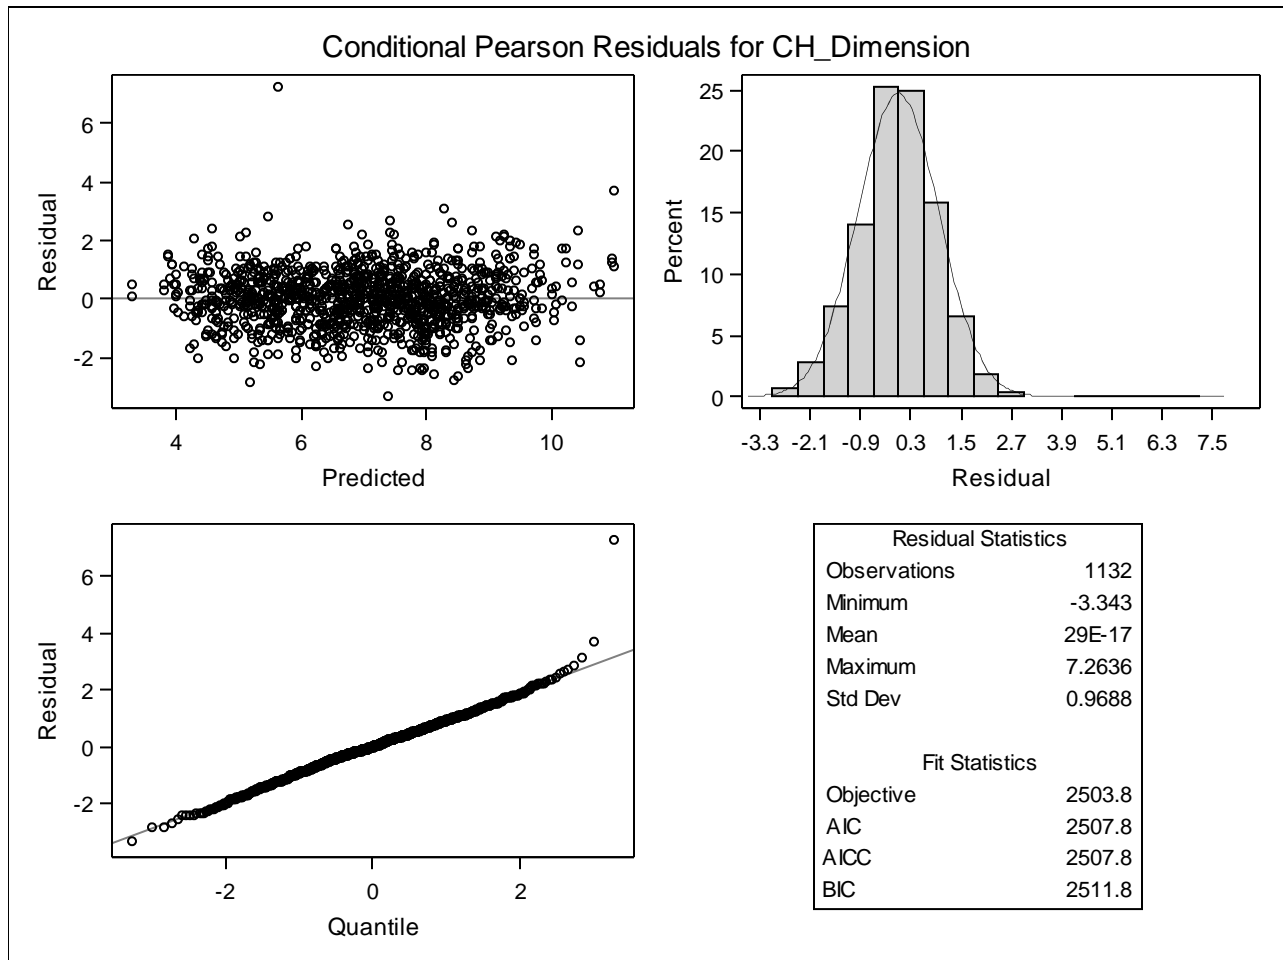 Conditional Pearson Residuals for CH_Dimension
6
4
2
0
-2
Residual
4 6 8 10
Predicted
25
20
15
10
5
0
Percent
-3.3 -2.1 -0.9 0.3 1.5 2.7 3.9 5.1 6.3 7.5
Residual
6
4
2
0
-2
Residual
-2 0 2
Quantile
Residual Statistics
Observations 1132
Minimum -3.343
Mean 29E-17
Maximum 7.2636
Std Dev 0.9688
Fit Statistics
Objective 2503.8
AIC 2507.8
AICC 2507.8
BIC 2511.8